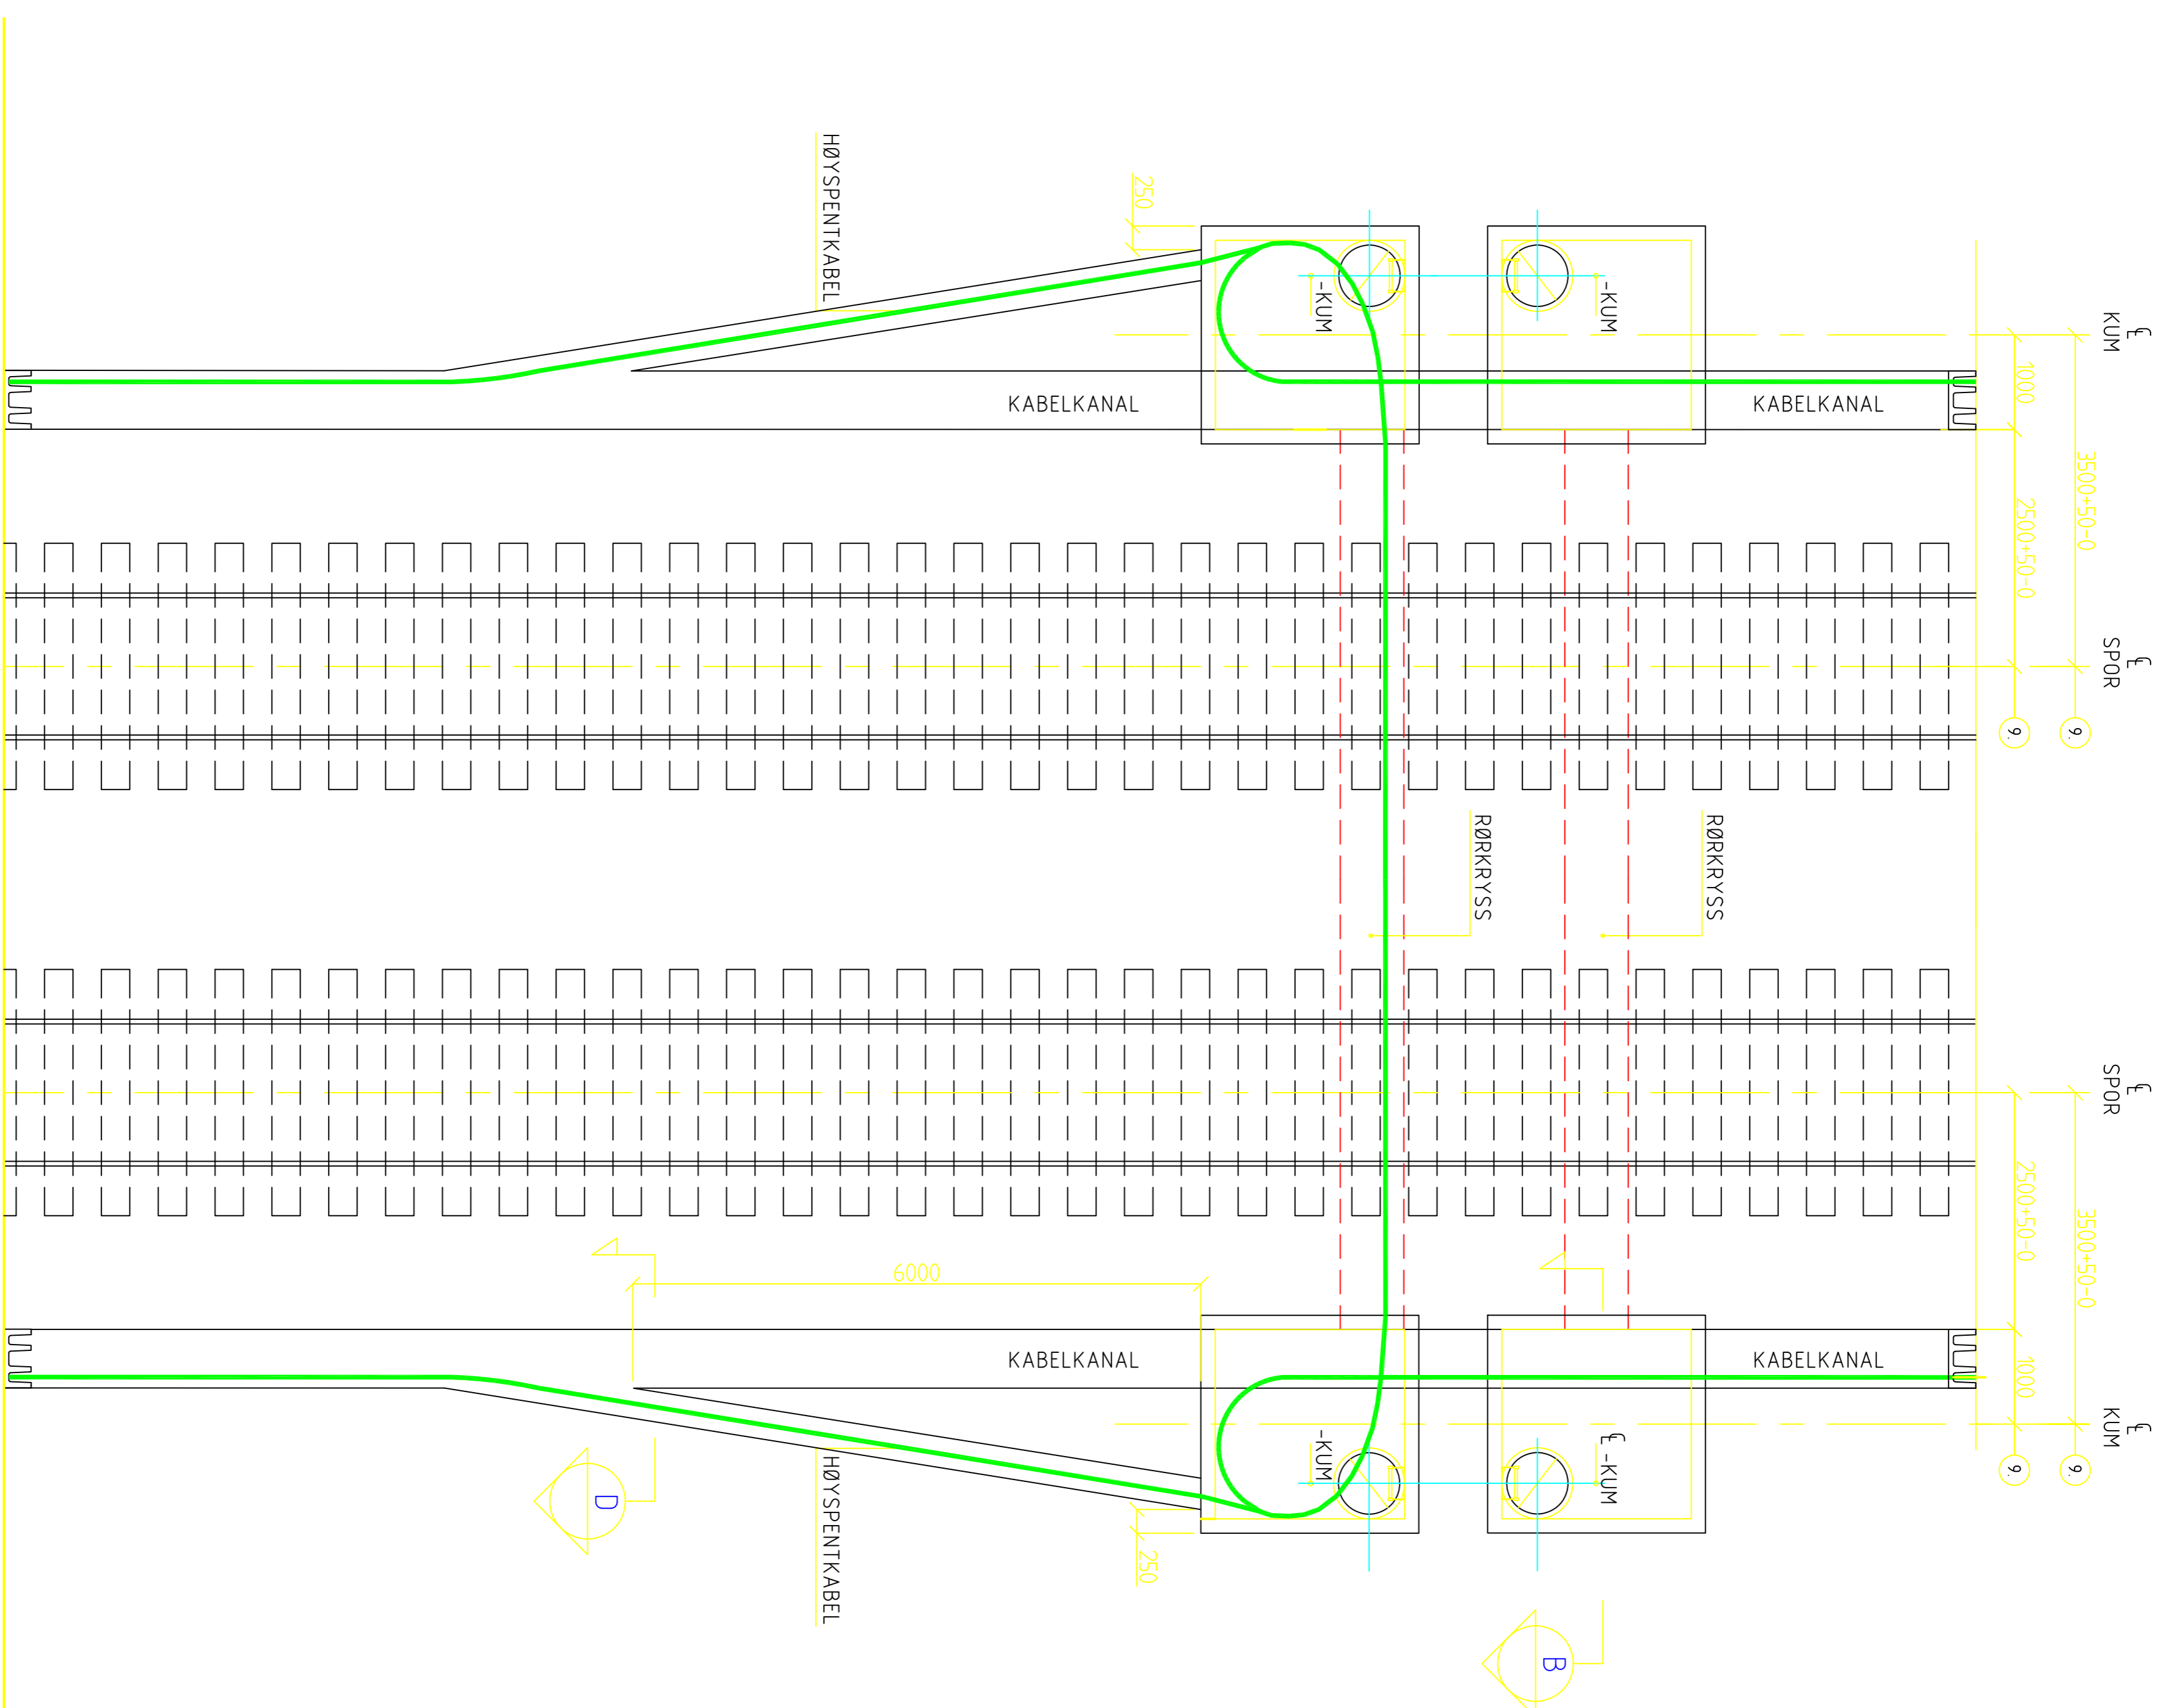 HØYSPENTKABEL
250
-KUM
-KUM
℄
KUM
1000
3500+50-0
2500+50-0
KABELKANAL
KABELKANAL
℄
SPOR
9.
9.
RØRKRYSS
RØRKRYSS
℄
SPOR
2500+50-0
3500+50-0
6000
KABELKANAL
KABELKANAL
1000
℄
KUM
9.
9.
-KUM
℄ -KUM
HØYSPENTKABEL
D
250
B